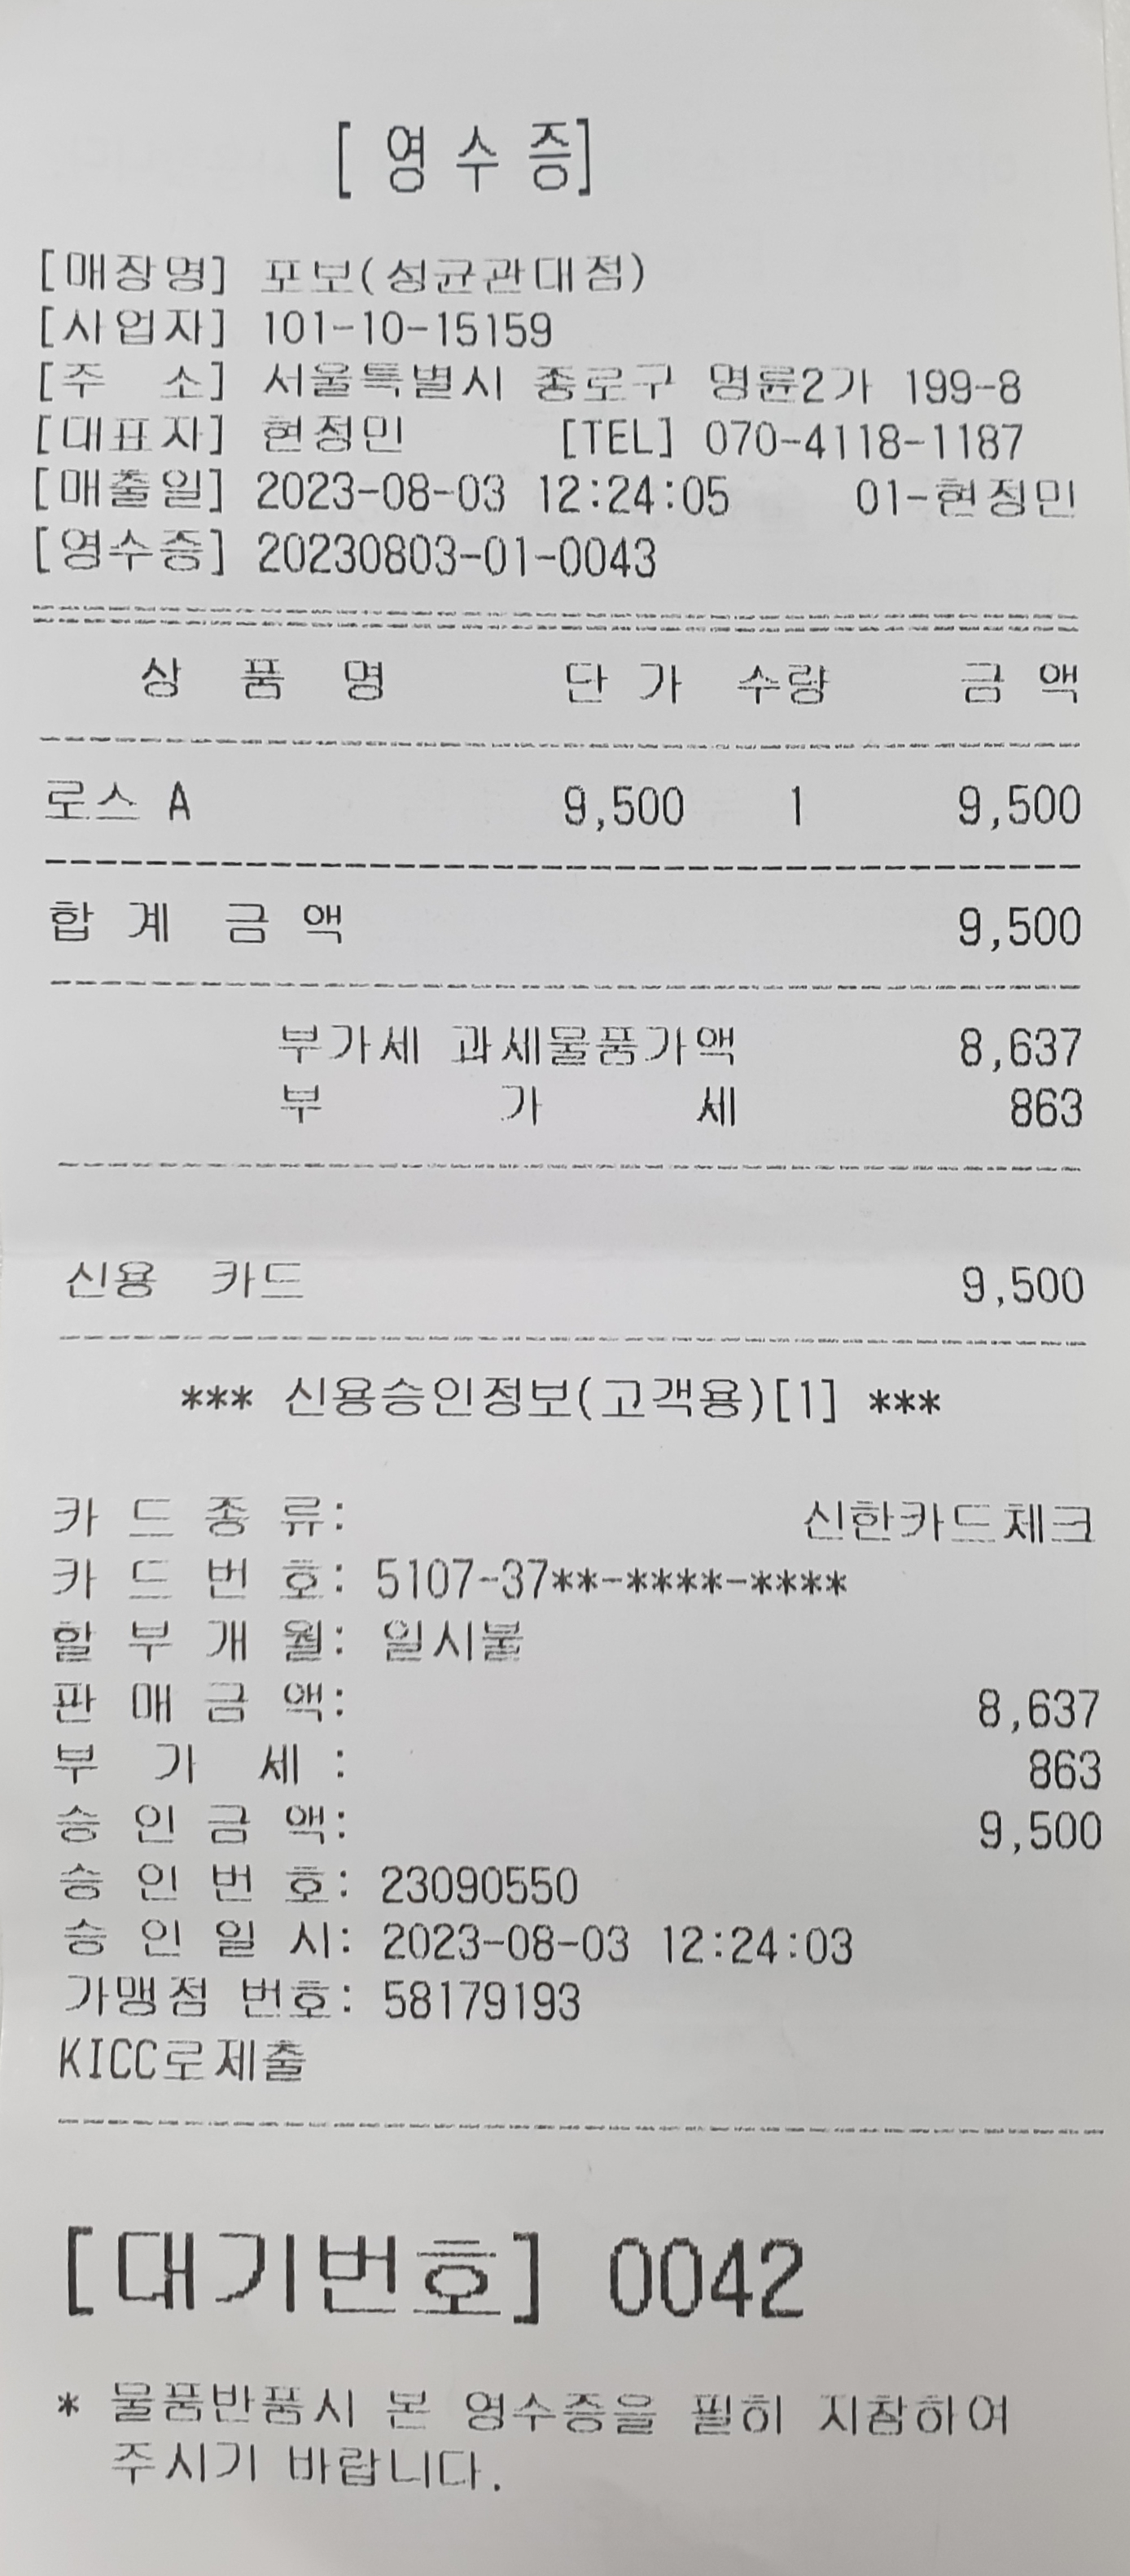 [ 영 수 증]
[매장명] 포보(성균관대점)
[사업자] 101-10-15159
[주 소] 서울특별시 종로구 명륜2가 199-8
[대표자] 현정민 [TEL] 070-4118-1187
[매출일] 2023-08-03 12:24:05 01-현정민
[영수증] 20230803-01-0043
상 품 명 단 가 수량 금 액
로스 A 9,500 1 9,500
합 계 금 액 9,500
부가세 과세물품가액 8,637
부 가 세 863
신용 카드 9,500
*** 신용승인정보(고객용)[1] ***
카 드 종 류: 신한카드체크
카 드 번 호: 5107-37**-****-****
할 부 개 월: 일시불
판 매 금 액: 8,637
부 가 세 : 863
승 인 금 액: 9,500
승 인 번 호: 23090550
승 인 일 시: 2023-08-03 12:24:03
가맹점 번호: 58179193
KICC로제출
[대기번호] 0042
* 물품반품시 본 영수증을 필히 지참하여
주시기 바랍니다.